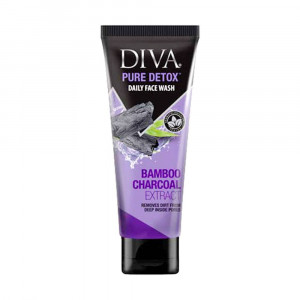 DIVA
PURE DETOX
DAILY FACE WASH
BAMBOO
CHARCOAL
EXTRACT
REMOVES DIRT FROM
DEEP INSIDE PORES